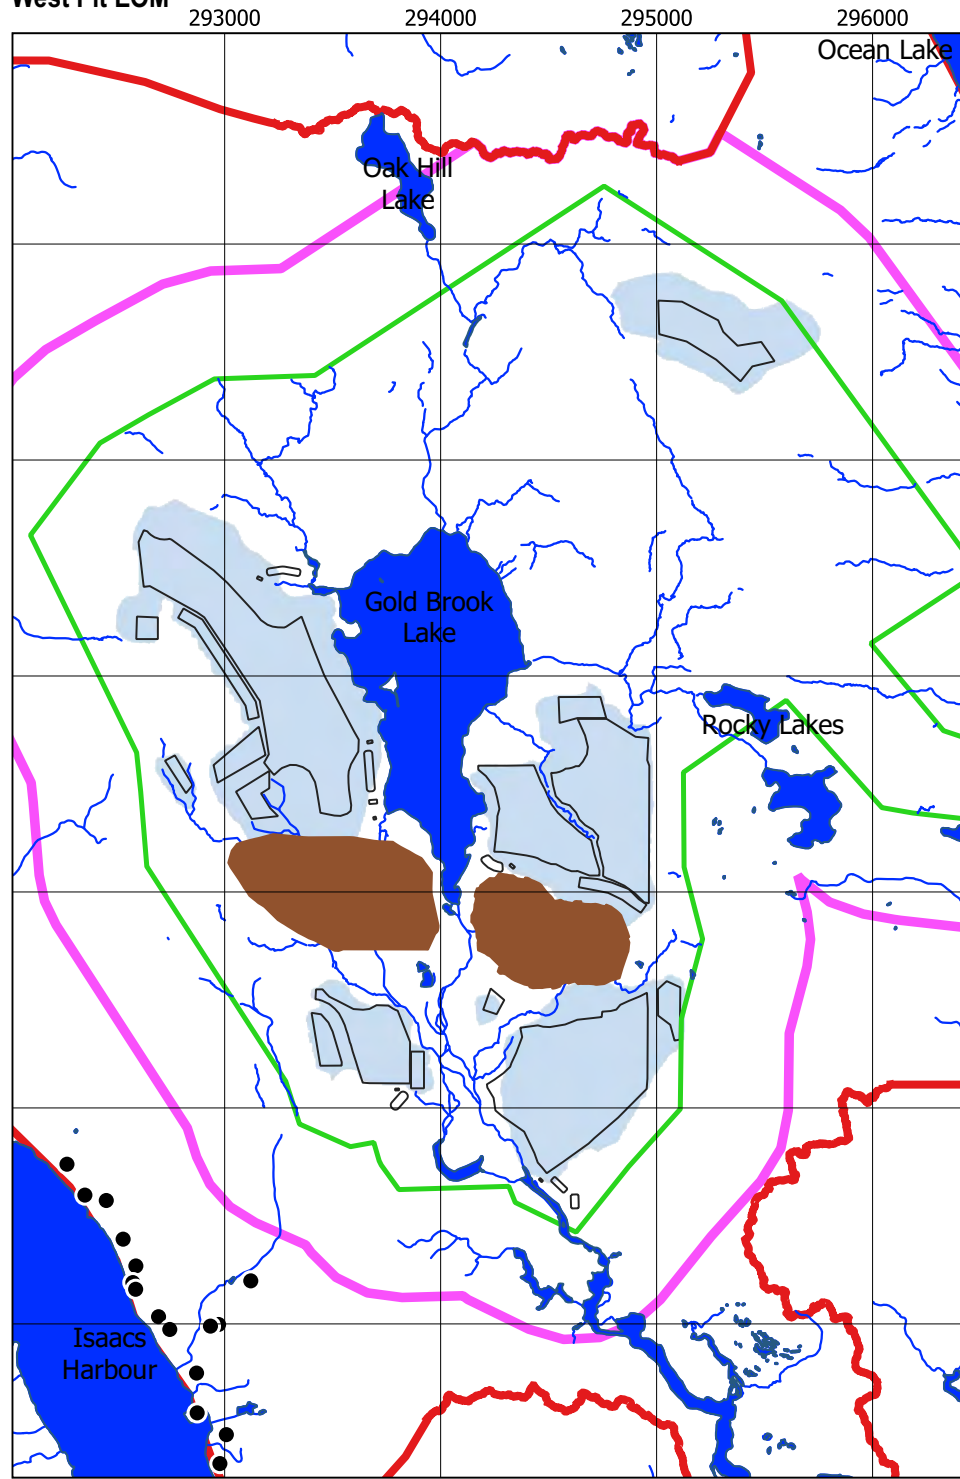 293000 294000 295000 296000
Ocean Lake
Oak Hill
Lake
Gold Brook
Lake
Rocky Lakes
Isaacs
Harbour